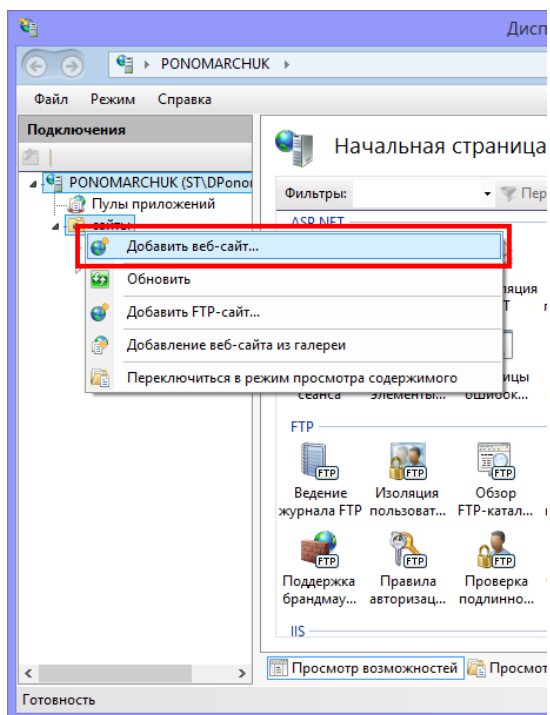 Дисп
PONOMARCHUK
Файл Режим Справка
Подключения
PONOMARCHUK (ST\DPonor
Пулы приложений
сайты
Добавить веб-сайт...
Обновить
Добавить FTP-сайт...
Добавление веб-сайта из галереи
Переключиться в режим просмотра содержимого
Начальная страница
Фильтры: Пер
ASP.NET
яция
T
ицы
сеанса элементы... ошибок...
FTP
FTP FTP FTP
Ведение Изоляция Обзор
журнала FTP пользоват... FTP-катал...
FTP FTP FTP
Поддержка Правила Проверка
брандмау... авторизац... подлинно...
IIS
Просмотр возможностей Просмот
Готовность